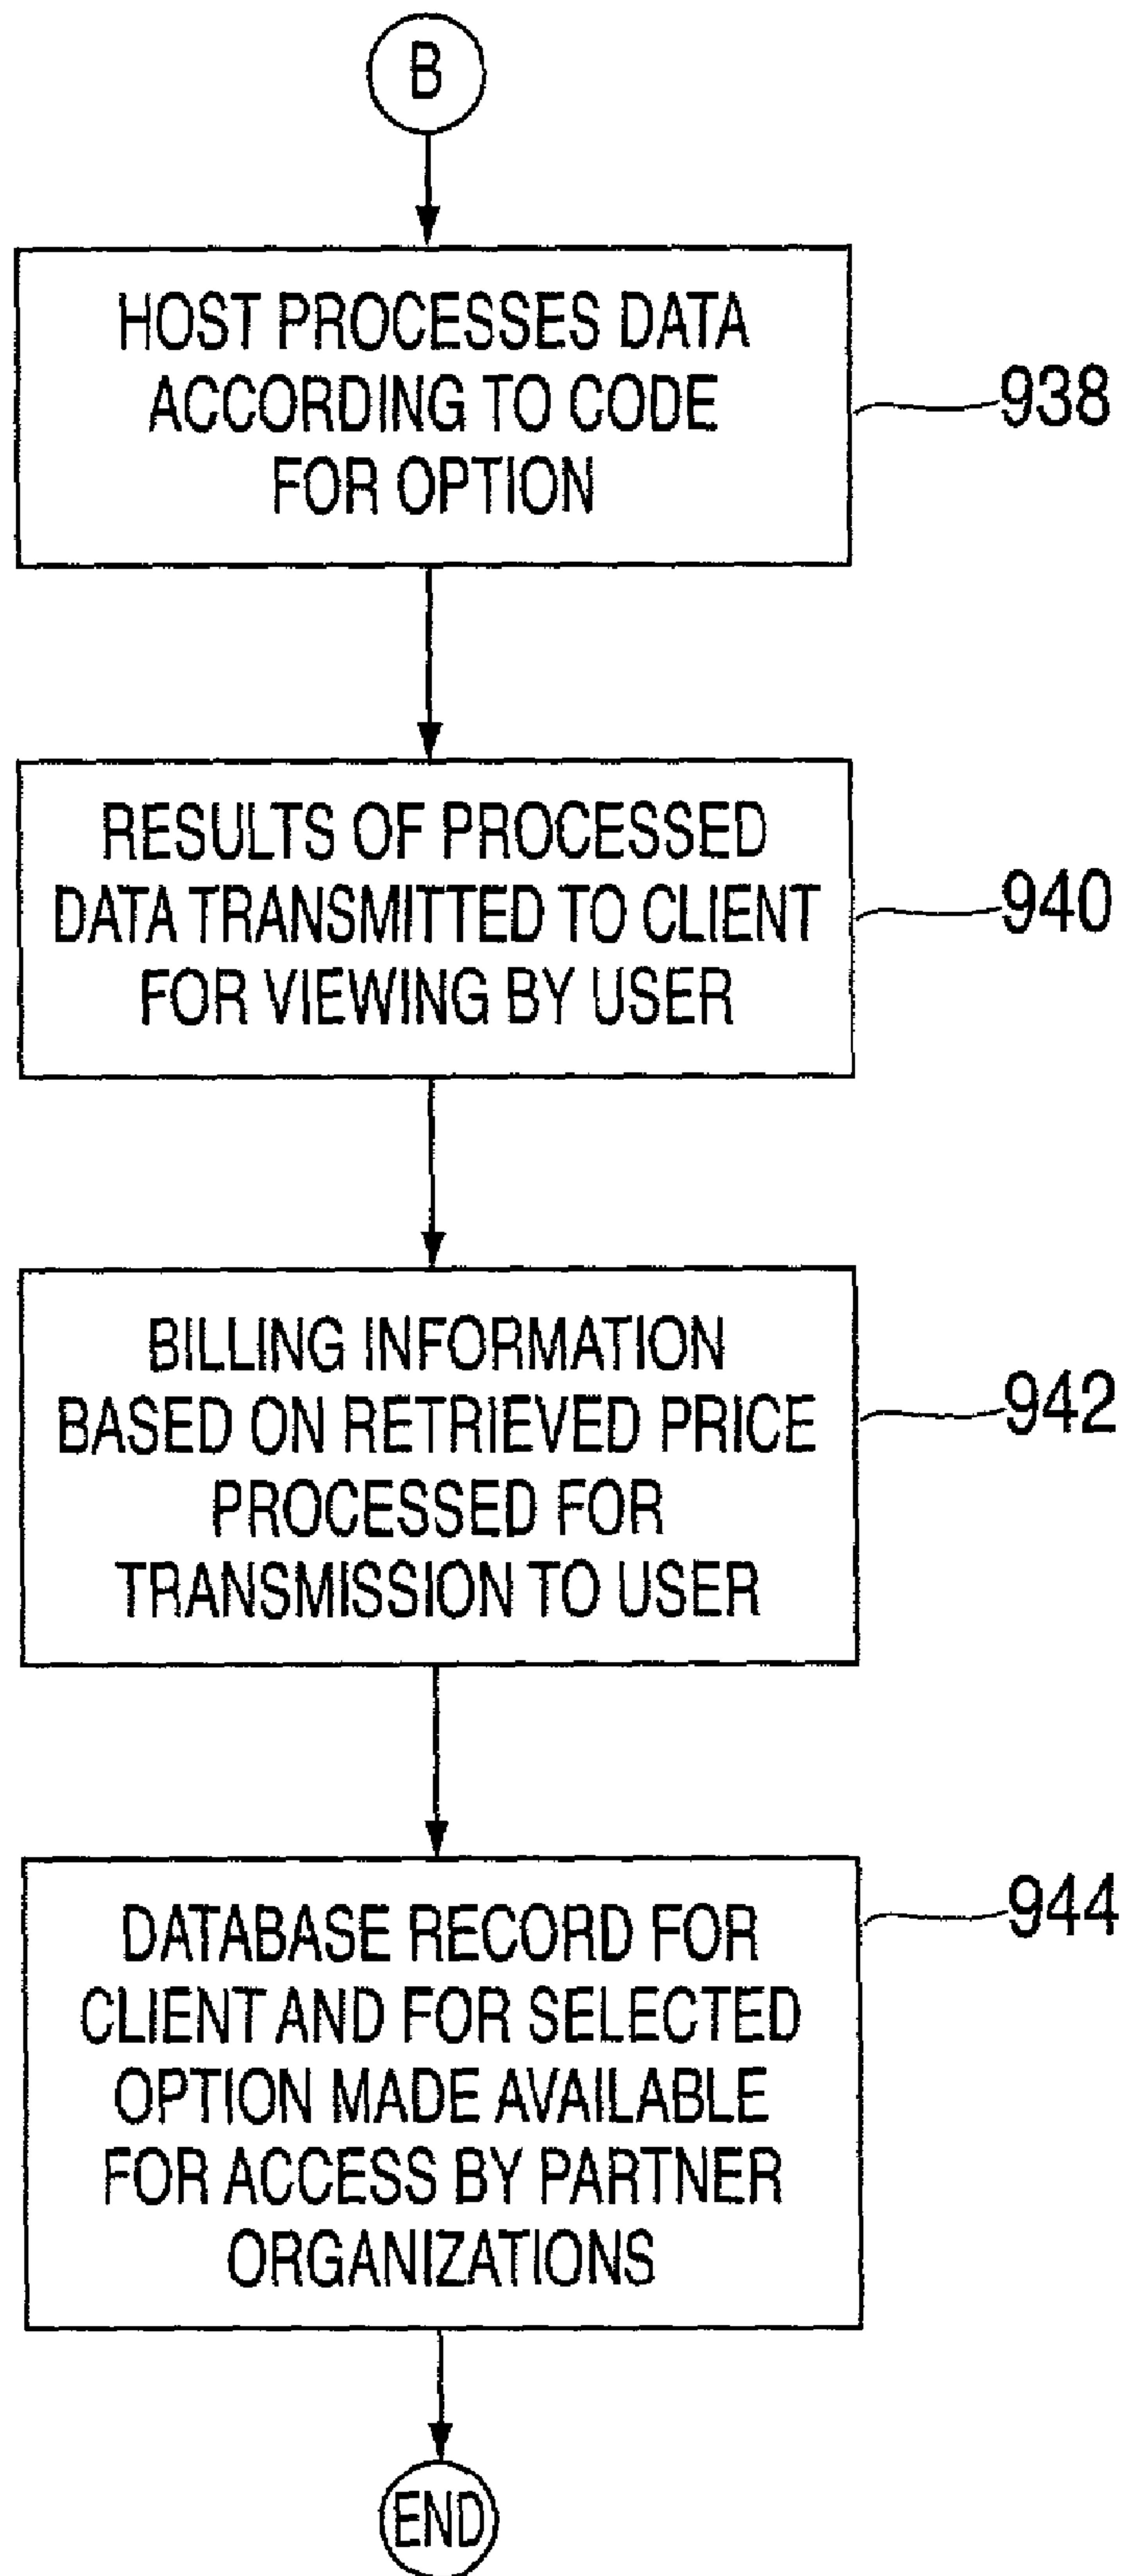 B
HOST PROCESSES DATA
ACCORDING TO CODE
FOR OPTION
938
RESULTS OF PROCESSED
DATA TRANSMITTED TO CLIENT
FOR VIEWING BY USER
940
BILLING INFORMATION
BASED ON RETRIEVED PRICE
PROCESSED FOR
TRANSMISSION TO USER
942
DATABASE RECORD FOR
CLIENT AND FOR SELECTED
OPTION MADE AVAILABLE
FOR ACCESS BY PARTNER
ORGANIZATIONS
944
END